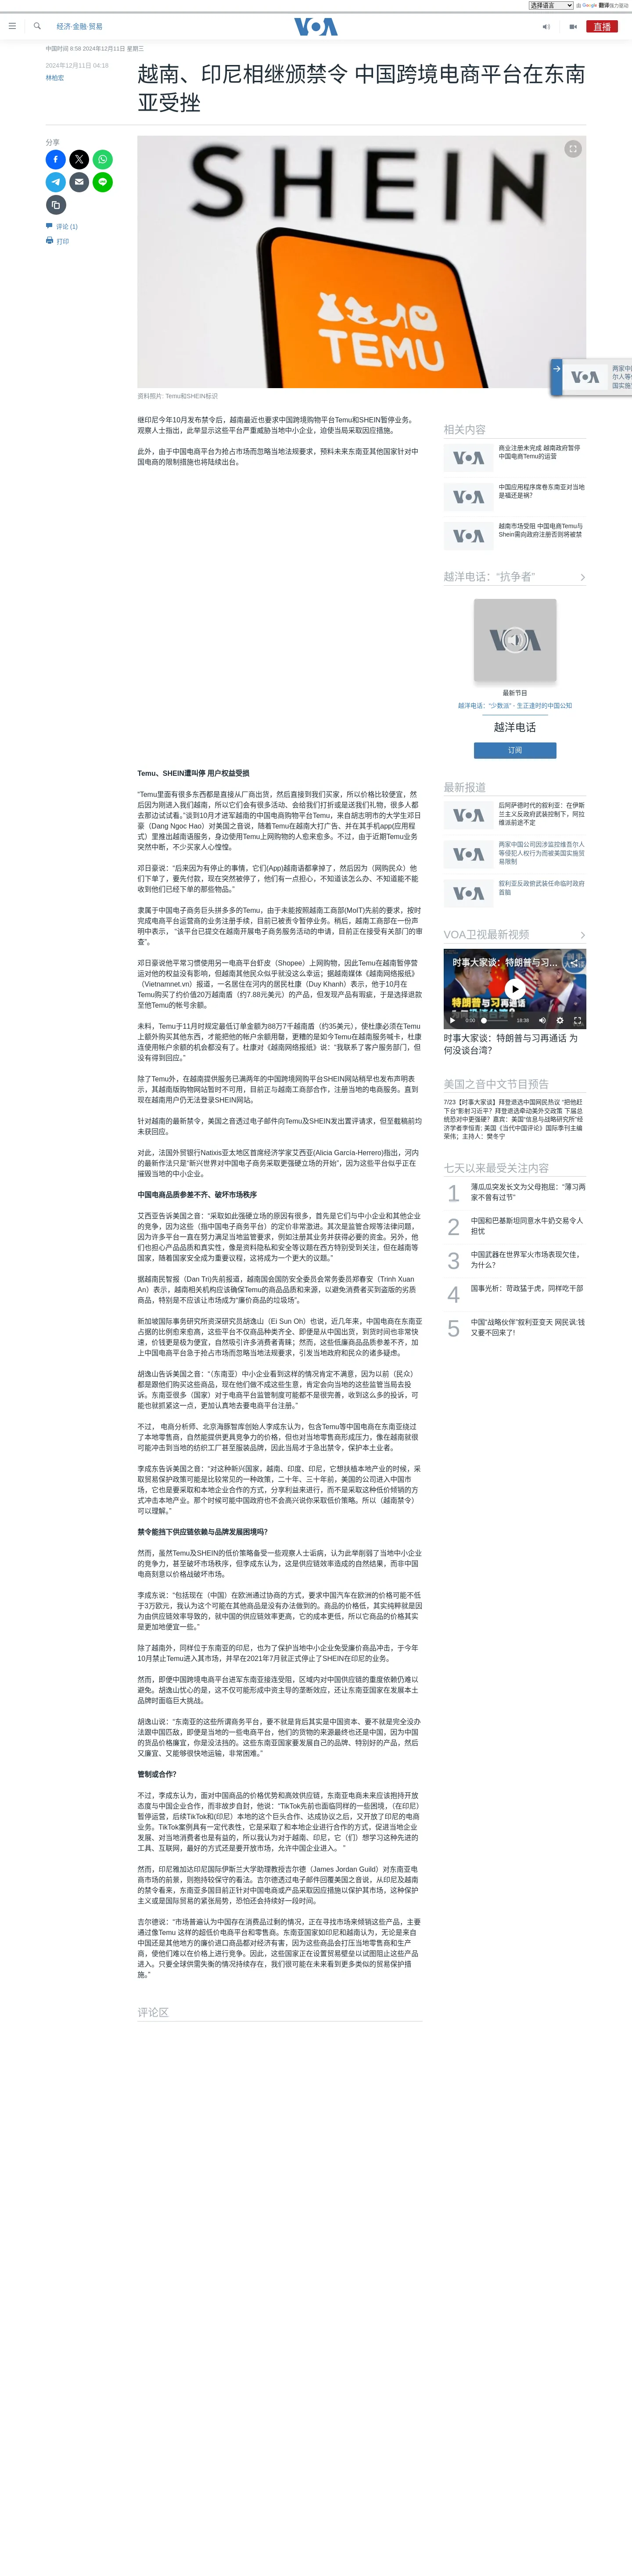 选择语言
由 Google 翻译强力驱动
经济·金融·贸易
VOA
直播
中国时间 8:58 2024年12月11日 星期三
2024年12月11日 04:18
林柏宏
越南、印尼相继颁禁令 中国跨境电商平台在东南
亚受挫
分享
评论 (1)
打印
SHEIN
TEMU
资料照片: Temu和SHEIN标识
继印尼今年10月发布禁令后，越南最近也要求中国跨境购物平台Temu和SHEIN暂停业务。
观察人士指出，此举显示这些平台严重威胁当地中小企业，迫使当局采取因应措施。
此外，由于中国电商平台为抢占市场而忽略当地法规要求，预料未来东南亚其他国家针对中
国电商的限制措施也将陆续出台。
Temu、SHEIN遭叫停 用户权益受损
“Temu里面有很多东西都是直接从厂商出货，然后直接到我们买家，所以价格比较便宜，然
后因为刚进入我们越南，所以它们会有很多活动、会给我们打折或是送我们礼物，很多人都
去那边试试看。”谈到10月才进军越南的中国电商购物平台Temu，来自胡志明市的大学生邓日
豪（Dang Ngoc Hao）对美国之音说，随着Temu在越南大打广告、并在其手机app(应用程
式）里推出越南语服务，身边使用Temu上网购物的人愈来愈多。不过，由于近期Temu业务
突然中断，不少买家人心惶惶。
邓日豪说：“后来因为有停止的事情，它们(App)越南语都拿掉了，然后因为（网购民众）他
们下单了，要先付款，现在突然被停了，他们有一点担心，不知道该怎么办、不知道能不能
收到他们已经下单的那些物品。”
隶属于中国电子商务巨头拼多多的Temu，由于未能按照越南工商部(MoIT)先前的要求，按时
完成电商平台运营商的业务注册手续，目前已被责令暂停业务。稍后，越南工商部在一份声
明中表示， “该平台已提交在越南开展电子商务服务活动的申请，目前正在接受有关部门的审
查”。
邓日豪说他平常习惯使用另一电商平台虾皮（Shopee）上网购物，因此Temu在越南暂停营
运对他的权益没有影响，但越南其他民众似乎就没这么幸运；据越南媒体《越南网络报纸》
（Vietnamnet.vn）报道，一名居住在河内的居民杜康（Duy Khanh）表示，他于10月在
Temu购买了约价值20万越南盾（约7.88元美元）的产品，但发现产品有瑕疵，于是选择退款
至他Temu的帐号余额。
未料，Temu于11月时规定最低订单金额为88万7千越南盾（约35美元)，使杜康必须在Temu
上额外购买其他东西，才能把他的帐户余额用罄，更糟的是如今Temu在越南服务喊卡，杜康
连使用帐户余额的机会都没有了。杜康对《越南网络报纸》说：“我联系了客户服务部门，但
没有得到回应。”
除了Temu外，在越南提供服务已满两年的中国跨境网购平台SHEIN网站稍早也发布声明表
示，其越南版购物网站暂时不可用，目前正与越南工商部合作，注册当地的电商服务。直到
现在越南用户仍无法登录SHEIN网站。
针对越南的最新禁令，美国之音透过电子邮件向Temu及SHEIN发出置评请求，但至截稿前均
未获回应。
对此，法国外贸银行Natixis亚太地区首席经济学家艾西亚(Alicia García-Herrero)指出，河内
的最新作法只是“新兴世界对中国电子商务采取更强硬立场的开始”，因为这些平台似乎正在
摧毁当地的中小企业。
中国电商品质参差不齐、破坏市场秩序
艾西亚告诉美国之音：“采取如此强硬立场的原因有很多，首先是它们与中小企业和其他企业
的竞争，因为这些（指中国电子商务平台）的定价非常激进。其次是监管合规等法律问题，
因为许多平台一直在努力满足当地监管要求，例如注册其业务并获得必要的资金。另外，他
们也担心产品品质和真实性，像是资料隐私和安全等议题在西方特别受到关注，但在越南等
国家，随着国家安全成为重要议程，这将成为一个更大的议题。”
据越南民智报（Dan Tri)先前报道，越南国会国防安全委员会常务委员郑春安（Trinh Xuan
An）表示，越南相关机构应该确保Temu的商品品质和来源，以避免消费者买到盗版的劣质
商品，特别是不应该让市场成为“廉价商品的垃圾场”。
新加坡国际事务研究所资深研究员胡逸山（Ei Sun Oh）也说，近几年来，中国电商在东南亚
占据的比例愈来愈高，这些平台不仅商品种类齐全、即便是从中国出货，到货时间也非常快
速，价钱更是极为便宜，自然吸引许多消费者青睐；然而，这些低廉商品品质参差不齐，加
上中国电商平台急于抢占市场而忽略当地法规要求，引发当地政府和民众的诸多疑虑。
胡逸山告诉美国之音：“（东南亚）中小企业看到这样的情况肯定不满意，因为以前（民众）
都是跟他们购买这些商品，现在他们做不成这些生意，肯定会向当地的这些监管当局去投
诉。东南亚很多（国家）对于电商平台监管制度可能都不是很完善，收到这么多的投诉，可
能也就抓紧这一点，更加认真地去要电商平台注册。”
不过， 电商分析师、北京海豚智库创始人李成东认为，包含Temu等中国电商在东南亚绕过
了本地零售商，自然能提供更具竞争力的价格，但也对当地零售商形成压力，像在越南就很
可能冲击到当地的纺织工厂甚至服装品牌，因此当局才于急出禁令，保护本土业者。
李成东告诉美国之音：“对这种新兴国家，越南、印度、印尼，它想扶植本地产业的时候，采
取贸易保护政策可能是比较常见的一种政策，二十年、三十年前，美国的公司进入中国市
场，它也是要采取和本地企业合作的方式，分享利益来进行，而不是采取这种低价倾销的方
式冲击本地产业。那个时候可能中国政府也不会高兴说你采取低价策略。所以（越南禁令）
可以理解。”
禁令能挡下供应链依赖与品牌发展困境吗？
然而，虽然Temu及SHEIN的低价策略备受一些观察人士诟病，认为此举削弱了当地中小企业
的竞争力，甚至破坏市场秩序，但李成东认为，这是供应链效率造成的自然结果，而非中国
电商刻意以价格战破坏市场。
李成东说：“包括现在（中国）在欧洲通过协商的方式，要求中国汽车在欧洲的价格可能不低
于3万欧元，我认为这个可能在其他商品是没有办法做到的。商品的价格低，其实纯粹就是因
为由供应链效率导致的，就中国的供应链效率更高，它的成本更低，所以它商品的价格其实
是更加地便宜一些。”
除了越南外，同样位于东南亚的印尼，也为了保护当地中小企业免受廉价商品冲击，于今年
10月禁止Temu进入其市场，并早在2021年7月就正式停止了SHEIN在印尼的业务。
然而，即便中国跨境电商平台进军东南亚接连受阻，区域内对中国供应链的重度依赖仍难以
避免。胡逸山忧心的是，这不仅可能形成中资主导的垄断效应，还让东南亚国家在发展本土
品牌时面临巨大挑战。
胡逸山说：“东南亚的这些所谓商务平台，要不就是背后其实是中国资本、要不就是完全没办
法跟中国匹敌，即便是当地的一些电商平台，他们的货物的来源最终也还是中国，因为中国
的货品价格廉宜，你是没法挡的。这些东南亚国家要发展自己的品牌、特别好的产品，然后
又廉宜、又能够很快地运输，非常困难。”
管制或合作？
不过，李成东认为，面对中国商品的价格优势和高效供应链，东南亚电商未来应该抱持开放
态度与中国企业合作，而非故步自封，他说：“TikTok先前也面临同样的一些困境，（在印尼）
暂停运营，后续TikTok和(印尼）本地的这个巨头合作、达成协议之后，又开放了印尼的电商
业务。TikTok案例具有一定代表性，它是采取了和本地企业进行合作的方式，促进当地企业
发展、对当地消费者也是有益的，所以我认为对于越南、印尼，它（们）想学习这种先进的
工具、互联网，最好的方式还是要开放市场，允许中国企业进入。 ”
然而，印尼雅加达印尼国际伊斯兰大学助理教授吉尔德（James Jordan Guild）对东南亚电
商市场的前景，则抱持较保守的看法。吉尔德透过电子邮件回覆美国之音说，从印尼及越南
的禁令看来，东南亚多国目前正针对中国电商或产品采取因应措施以保护其市场，这种保护
主义或是国际贸易的紧张局势，恐怕还会持续好一段时间。
吉尔德说：“市场普遍认为中国存在消费品过剩的情况，正在寻找市场来倾销这些产品，主要
通过像Temu 这样的超低价电商平台和零售商。东南亚国家如印尼和越南认为，无论是来自
中国还是其他地方的廉价进口商品都对经济有害，因为这些商品会打压当地零售商和生产
商，使他们难以在价格上进行竞争。因此，这些国家正在设置贸易壁垒以试图阻止这些产品
进入。只要全球供需失衡的情况持续存在，我们很可能在未来看到更多类似的贸易保护措
施。”
评论区
两家中
尔人等
国实施
相关内容
商业注册未完成 越南政府暂停
中国电商Temu的运营
中国应用程序席卷东南亚对当地
是福还是祸？
越南市场受阻 中国电商Temu与
Shein需向政府注册否则将被禁
越洋电话：“抗争者”
最新节目
越洋电话：“少数派” - 生正逢时的中国公知
越洋电话
订阅
最新报道
后阿萨德时代的叙利亚：在伊斯
兰主义反政府武装控制下，阿拉
维派前途不定
两家中国公司因涉监控维吾尔人
等侵犯人权行为而被美国实施贸
易限制
叙利亚反政府武装任命临时政府
首脑
VOA卫视最新视频
时事大家谈：特朗普与习...
特朗普与习
0:00
18:38
时事大家谈：特朗普与习再通话 为
何没谈台湾？
美国之音中文节目预告
7/23【时事大家谈】拜登退选中国网民热议 “把他赶
下台”影射习近平？拜登退选牵动美外交政策 下届总
统恐对中更强硬？嘉宾：美国“信息与战略研究所”经
济学者李恒青; 美国《当代中国评论》国际季刊主编
荣伟；主持人：樊冬宁
七天以来最受关注内容
1
薄瓜瓜突发长文为父母抱屈：“薄习两
家不曾有过节”
2
中国和巴基斯坦同意水牛奶交易令人
担忧
3
中国武器在世界军火市场表现欠佳，
为什么？
4
国事光析：苛政猛于虎，同样吃干部
5
中国“战略伙伴”叙利亚变天 网民讽:钱
又要不回来了!